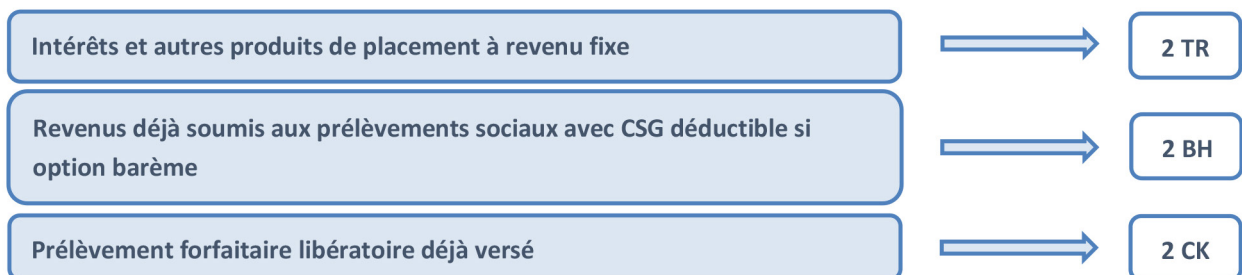 Intérêts et autres produits de placement à revenu fixe
2 TR
Revenus déjà soumis aux prélèvements sociaux avec CSG déductible si
option barème
2 BH
Prélèvement forfaitaire libératoire déjà versé
2 CK